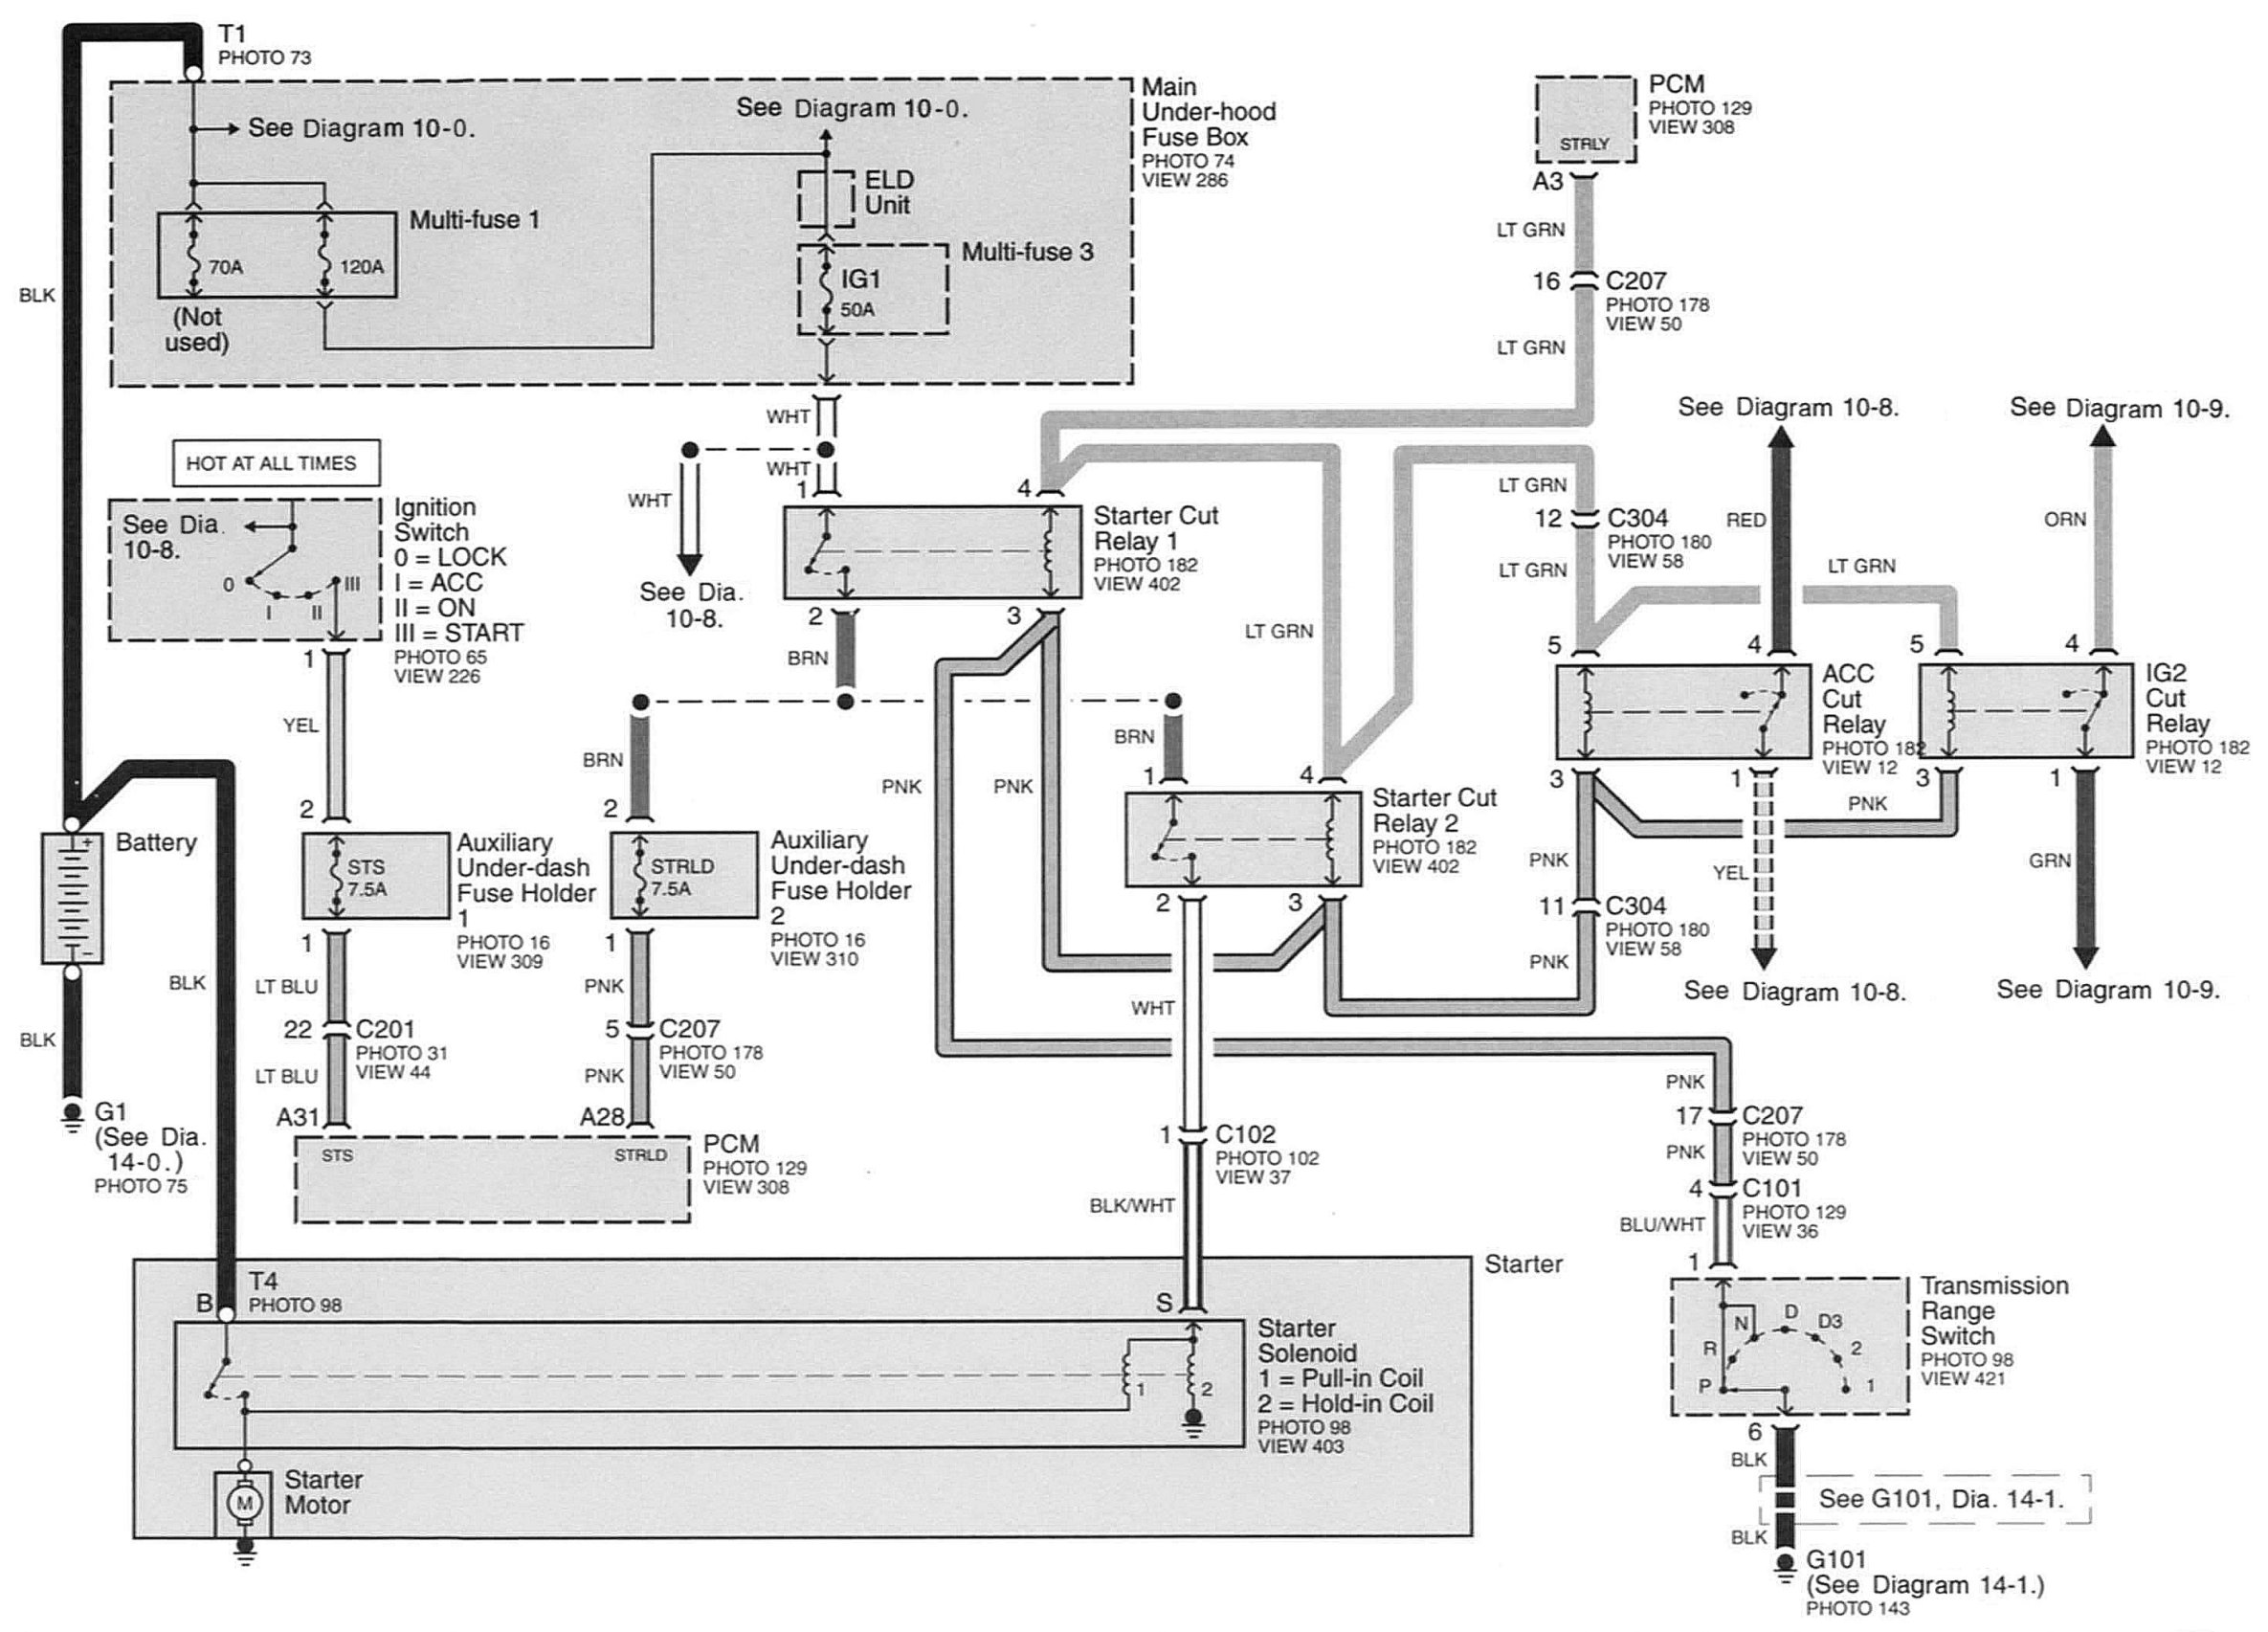 T1
PHOTO 73
See Diagram 10-0.
See Diagram 10-0.
Main
Under-hood
Fuse Box
PHOTO 74
VIEW 286
ELD
Unit
Multi-fuse 1
70A
120A
(Not
used)
Multi-fuse 3
IG1
50A
BLK
PCM
PHOTO 129
VIEW 308
STRLY
A3
LT GRN
16
C207
PHOTO 178
VIEW 50
LT GRN
WHT
WHT
WHT
See Dia.
10-8.
HOT AT ALL TIMES
See Dia.
10-8.
0
I
II
III
Ignition
Switch
0 = LOCK
I = ACC
II = ON
III = START
PHOTO 65
VIEW 226
1
YEL
2
1
4
Starter Cut
Relay 1
PHOTO 182
VIEW 402
2
3
BRN
LT GRN
LT GRN
12
C304
PHOTO 180
VIEW 58
LT GRN
See Diagram 10-8.
RED
See Diagram 10-9.
ORN
LT GRN
5
4
5
4
ACC
Cut
Relay
PHOTO 182
VIEW 12
IG2
Cut
Relay
PHOTO 182
VIEW 12
3
1
3
1
PNK
PNK
YEL
GRN
11
C304
PHOTO 180
VIEW 58
PNK
See Diagram 10-8.
See Diagram 10-9.
BRN
2
PNK
PNK
BRN
1
4
Starter Cut
Relay 2
PHOTO 182
VIEW 402
2
3
WHT
Battery
+
−
BLK
G1
(See Dia.
14-0.)
PHOTO 75
BLK
STS
7.5A
Auxiliary
Under-dash
Fuse Holder
1
PHOTO 16
VIEW 309
1
LT BLU
22
C201
PHOTO 31
VIEW 44
LT BLU
A31
STRLD
7.5A
Auxiliary
Under-dash
Fuse Holder
2
PHOTO 16
VIEW 310
1
PNK
5
C207
PHOTO 178
VIEW 50
PNK
A28
STS
STRLD
PCM
PHOTO 129
VIEW 308
1
C102
PHOTO 102
VIEW 37
BLK/WHT
PNK
17
C207
PHOTO 178
VIEW 50
PNK
4
C101
PHOTO 129
VIEW 36
BLU/WHT
1
Transmission
Range
Switch
PHOTO 98
VIEW 421
P
R
N
D
D3
2
1
6
BLK
See G101, Dia. 14-1.
BLK
G101
(See Diagram 14-1.)
PHOTO 143
Starter
T4
PHOTO 98
B
S
1
2
Starter
Solenoid
1 = Pull-in Coil
2 = Hold-in Coil
PHOTO 98
VIEW 403
M
Starter
Motor